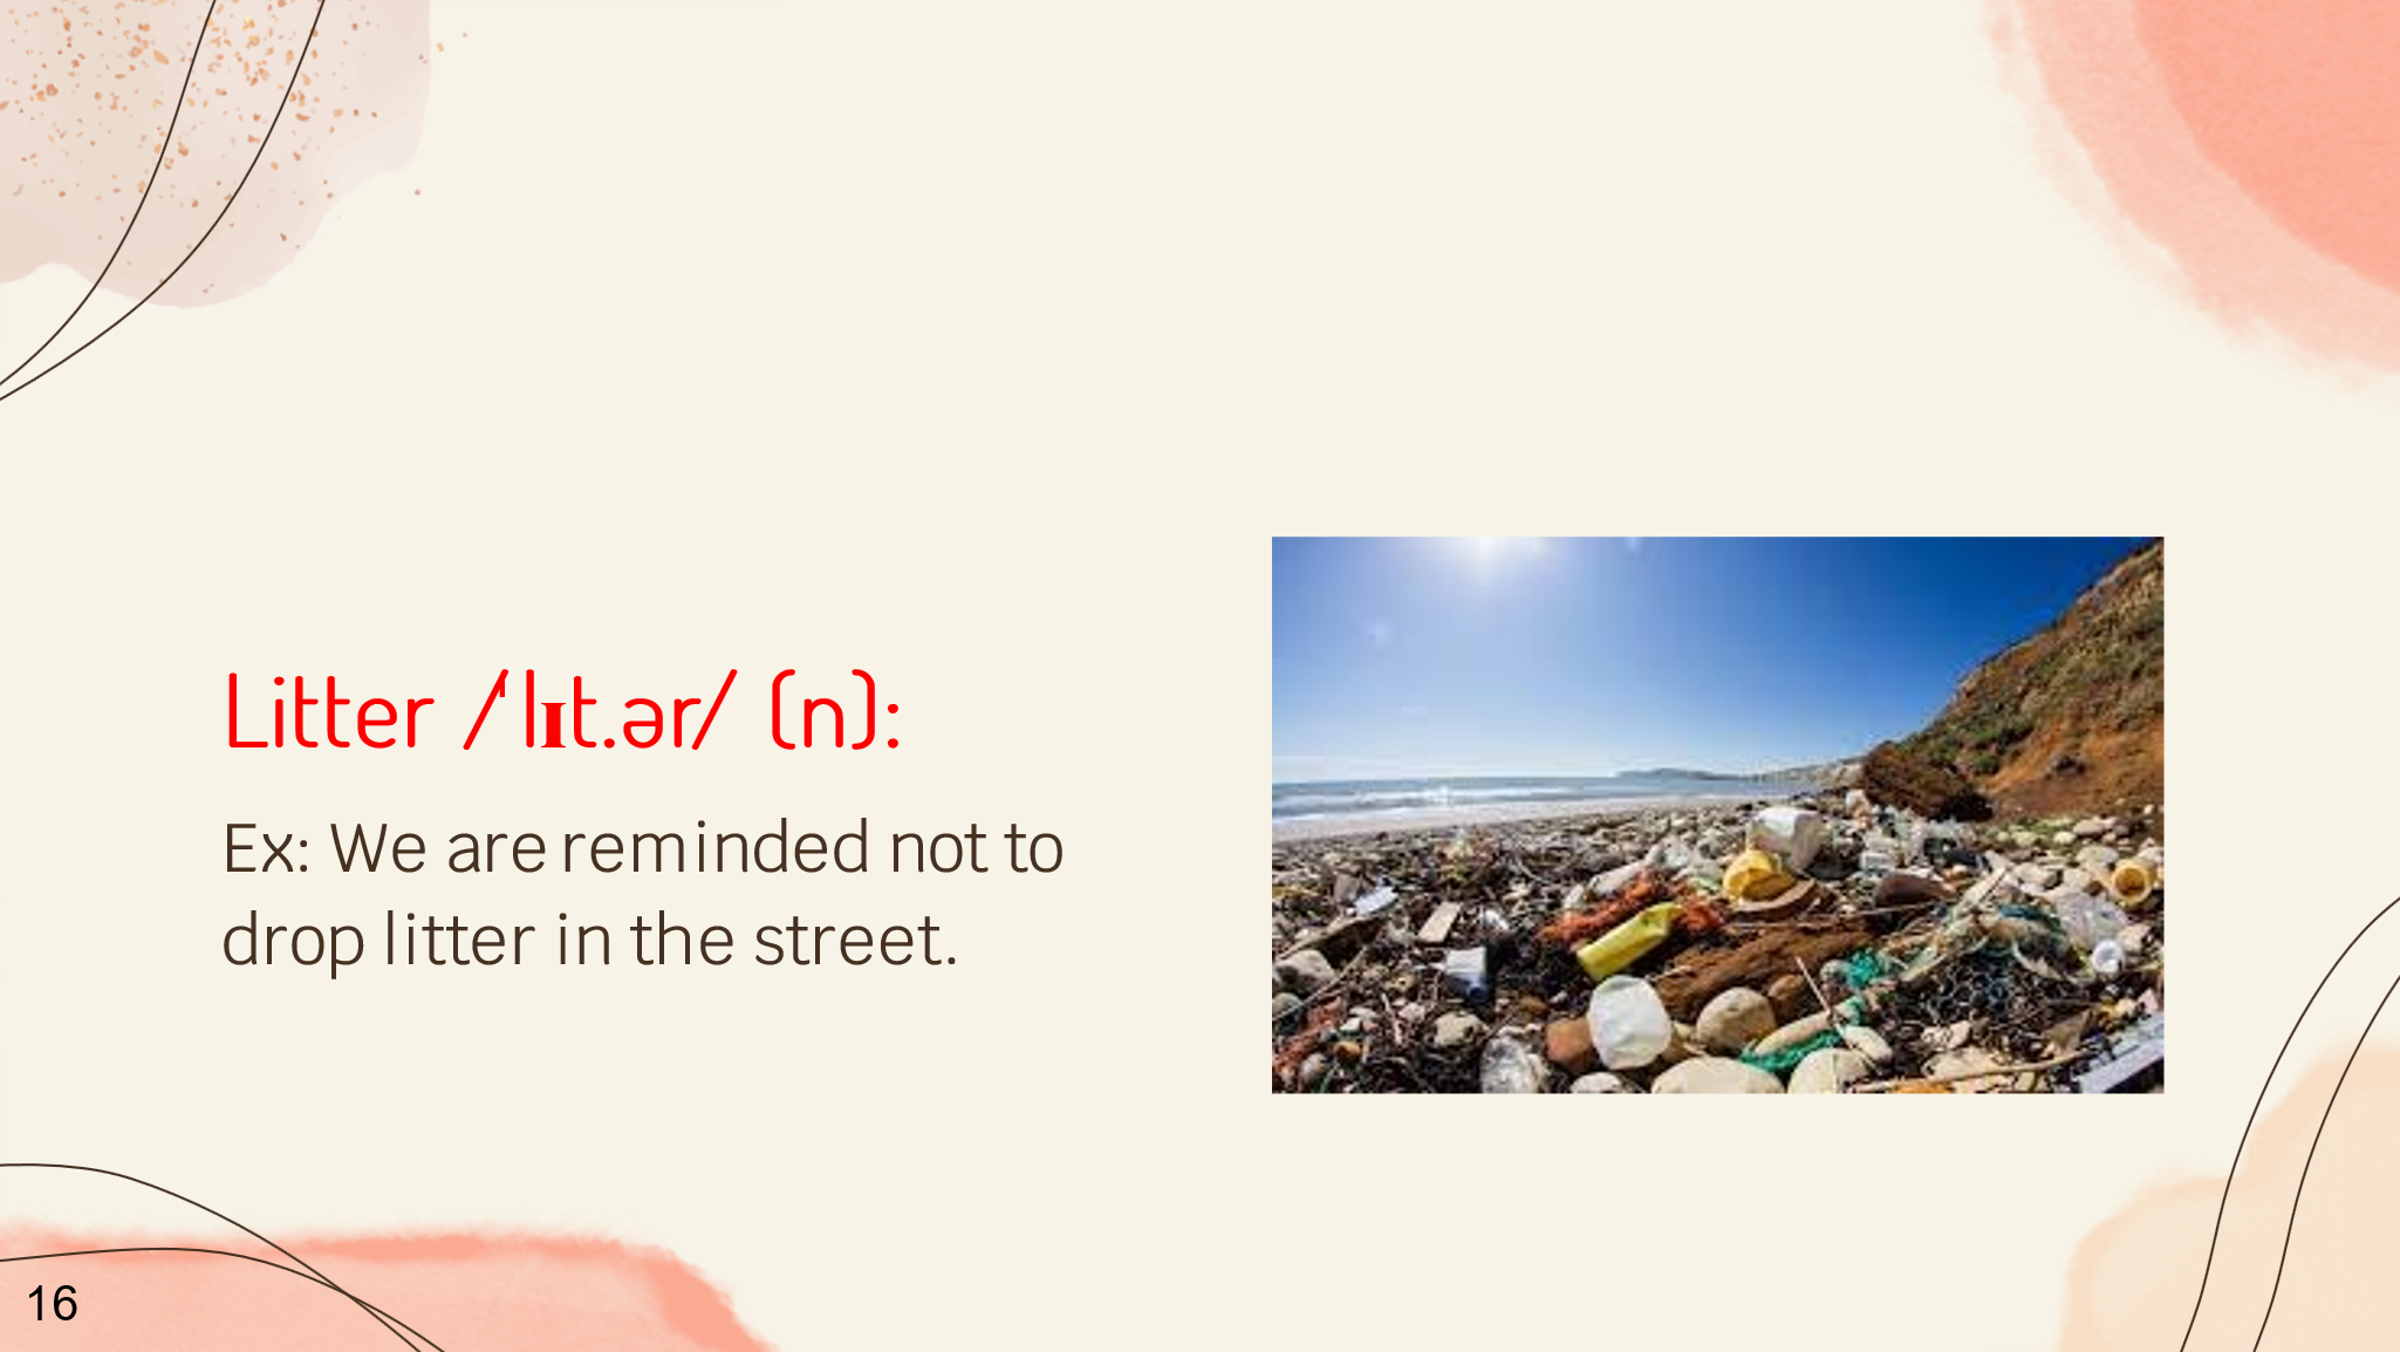 Litter /ˈlɪt.ər/ (n):
Ex: We are reminded not to
drop litter in the street.
16